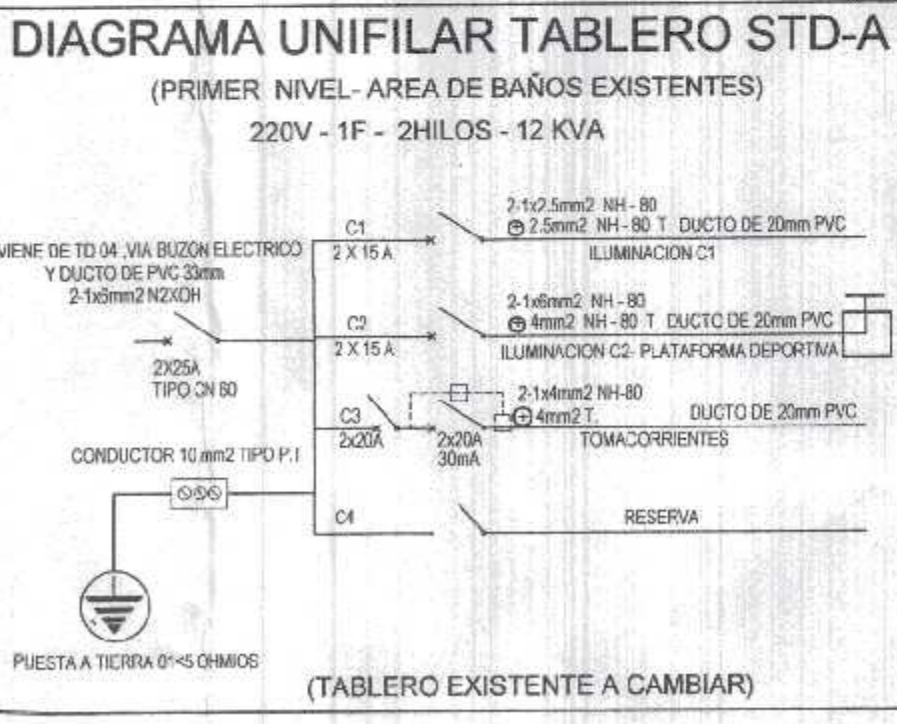 DIAGRAMA UNIFILAR TABLERO STD-A
(PRIMER NIVEL- AREA DE BAÑOS EXISTENTES)
220V - 1F - 2HILOS - 12 KVA
VIENE DE TD 04 ,VIA BUZON ELECTRICO
Y DUCTO DE PVC 33mm
2-1x6mm2 N2XOH
2X25A
TIPO CN 60
C1
2 X 15 A
2-1x2.5mm2 NH - 80
2.5mm2 NH - 80 T DUCTO DE 20mm PVC
ILUMINACION C1
C2
2 X 15 A
2-1x6mm2 NH - 80
4mm2 NH - 80 T DUCTO DE 20mm PVC
ILUMINACION C2- PLATAFORMA DEPORTIVA
C3
2x20A
2x20A
30mA
2-1x4mm2 NH-80
4mm2 T. DUCTO DE 20mm PVC
TOMACORRIENTES
C4
RESERVA
CONDUCTOR 10 mm2 TIPO P.T
PUESTA A TIERRA 01<5 OHMIOS
(TABLERO EXISTENTE A CAMBIAR)